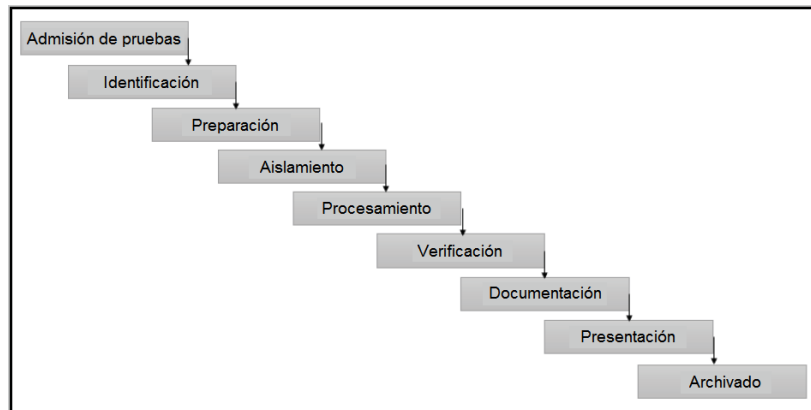 Admisión de pruebas
Identificación
Preparación
Aislamiento
Procesamiento
Verificación
Documentación
Presentación
Archivado